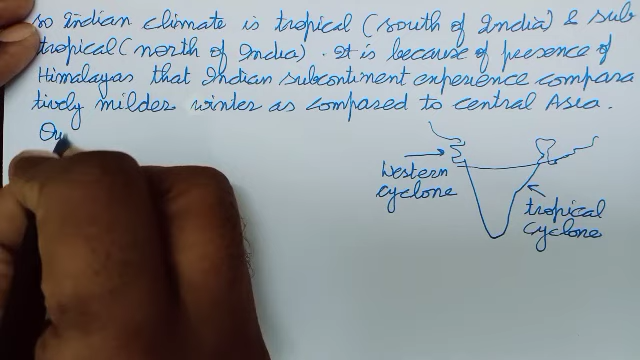 so Indian climate is tropical (south of India) & sub
tropical (north of India). It is because of presence of
Himalayas that Indian subcontinent experience compara
tively milder winter as compared to central Asia.
Western
cyclone
tropical
cyclone